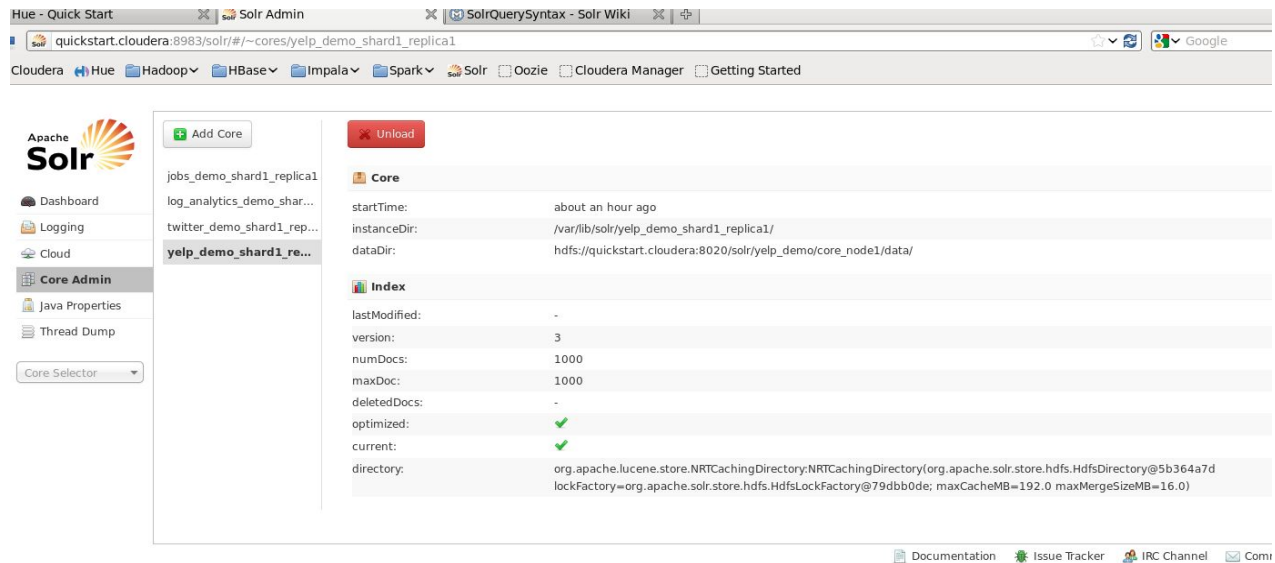 Hue - Quick Start
Solr Admin
SolrQuerySyntax - Solr Wiki
quickstart.cloudera:8983/solr/#/~cores/yelp_demo_shard1_replica1
Google
Cloudera Hue Hadoop HBase Impala Spark Solr Oozie Cloudera Manager Getting Started
Apache
Solr
Dashboard
Logging
Cloud
Core Admin
Java Properties
Thread Dump
Core Selector
Add Core
jobs_demo_shard1_replica1
log_analytics_demo_shar...
twitter_demo_shard1_rep...
yelp_demo_shard1_re...
Unload
Core
startTime: about an hour ago
instanceDir: /var/lib/solr/yelp_demo_shard1_replica1/
dataDir: hdfs://quickstart.cloudera:8020/solr/yelp_demo/core_node1/data/
Index
lastModified: -
version: 3
numDocs: 1000
maxDoc: 1000
deletedDocs: -
optimized:
current:
directory: org.apache.lucene.store.NRTCachingDirectory:NRTCachingDirectory(org.apache.solr.store.hdfs.HdfsDirectory@5b364a7d
lockFactory=org.apache.solr.store.hdfs.HdfsLockFactory@79dbb0de; maxCacheMB=192.0 maxMergeSizeMB=16.0)
Documentation Issue Tracker IRC Channel Comm